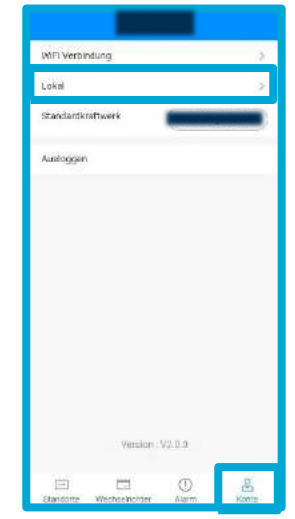 WiFi Verbindung
Lokal
Standardkraftwerk
Ausloggen
Version : V2.0.0
Standorte Wechselrichter Alarm Konto